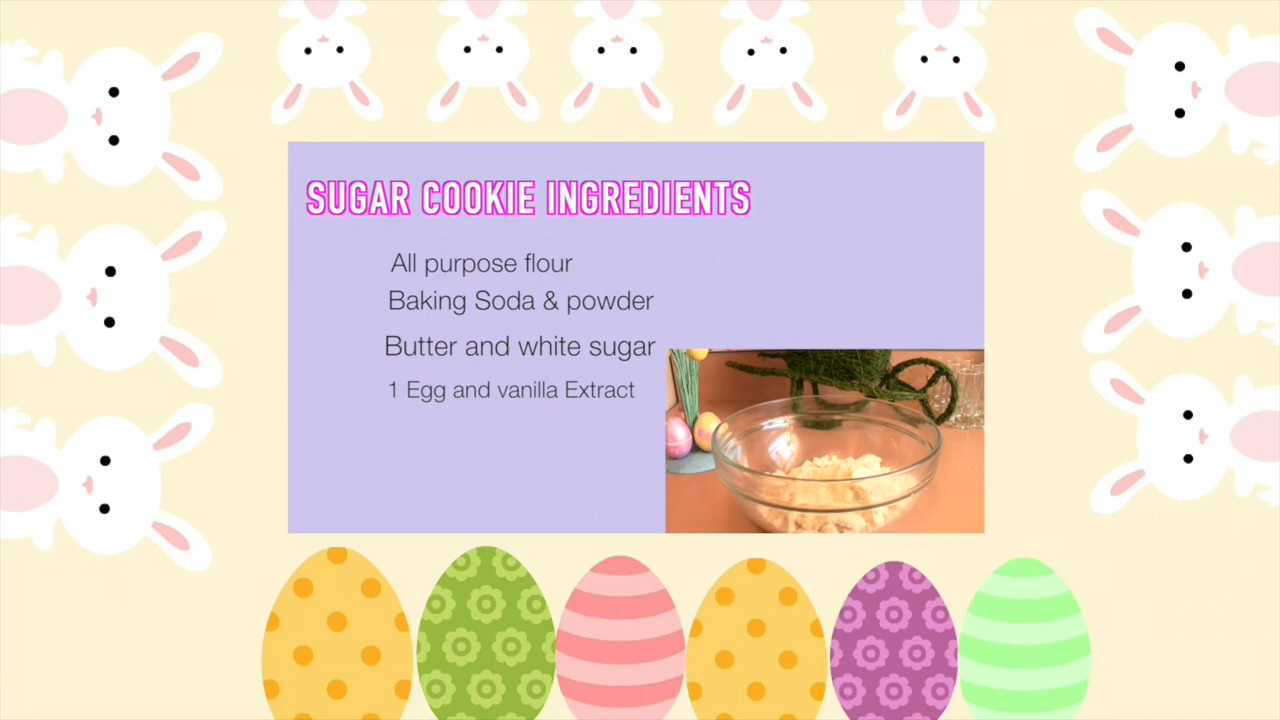 SUGAR COOKIE INGREDIENTS
All purpose flour
Baking Soda & powder
Butter and white sugar
1 Egg and vanilla Extract